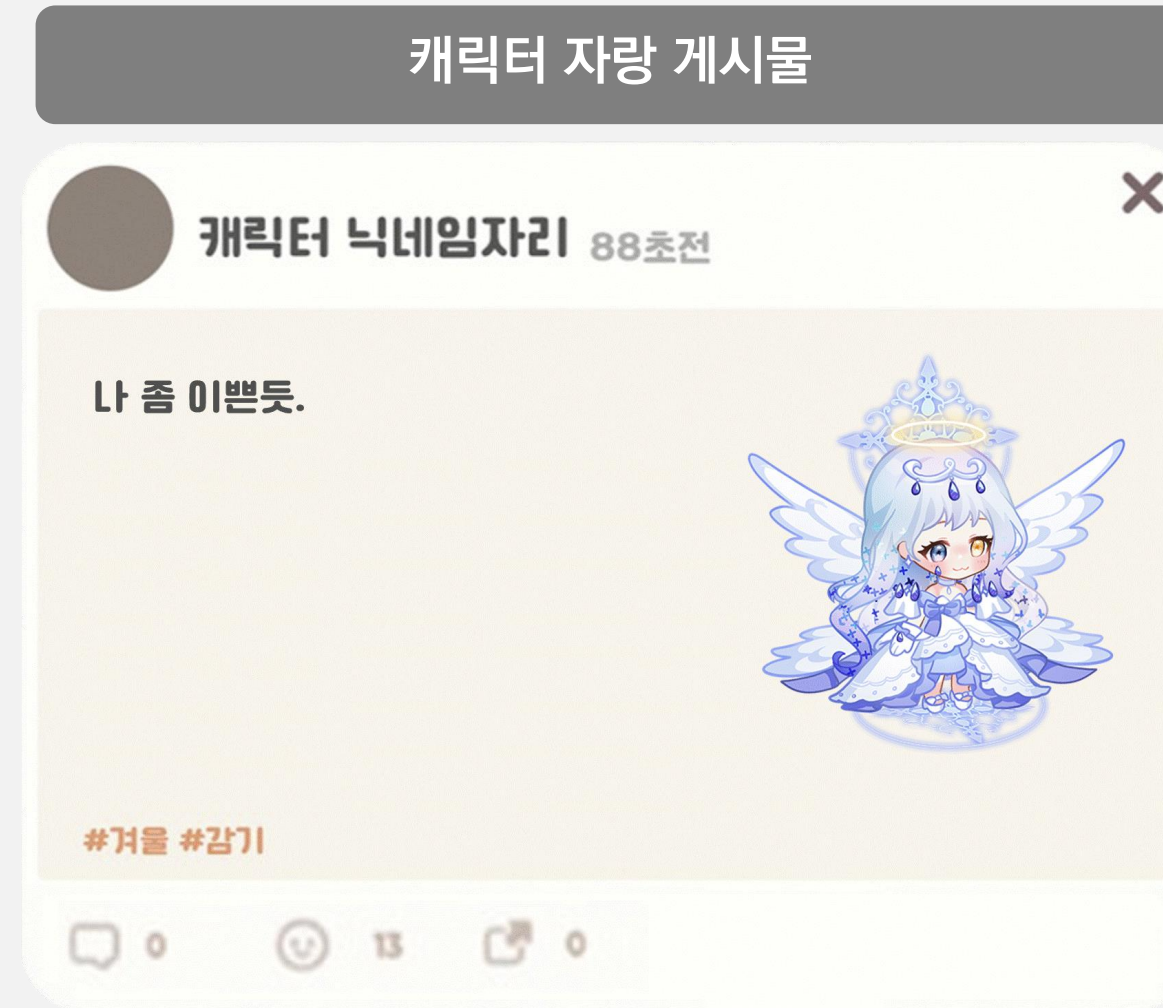 캐릭터 자랑 게시물
캐릭터 닉네임자리 88초전
나 좀 이쁜듯.
#겨울 #감기
0 13 0